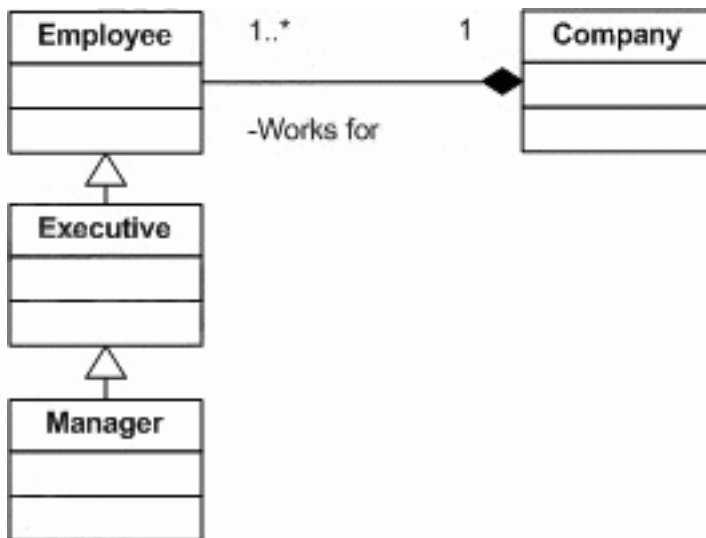 Employee
1..*
1
Company
-Works for
Executive
Manager